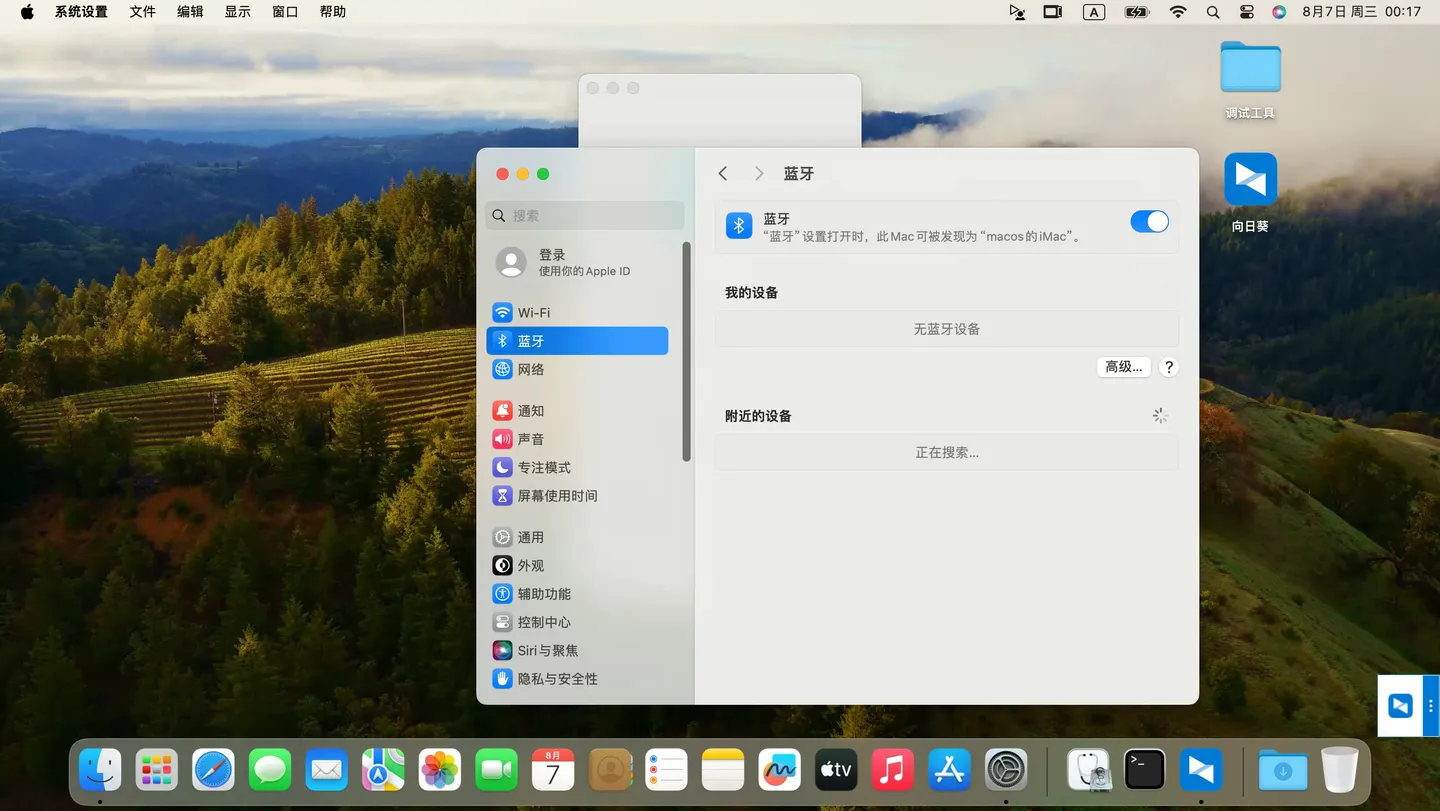 系统设置 文件 编辑 显示 窗口 帮助 A 8月7日 周三 00:17
调试工具
向日葵
蓝牙
搜索
蓝牙
“蓝牙”设置打开时，此Mac可被发现为“macos的iMac”。
登录
使用你的Apple ID
我的设备
无蓝牙设备
高级... ?
附近的设备
正在搜索...
Wi-Fi
蓝牙
网络
通知
声音
专注模式
屏幕使用时间
通用
外观
辅助功能
控制中心
Siri与聚焦
隐私与安全性
8月
7
tv
>_